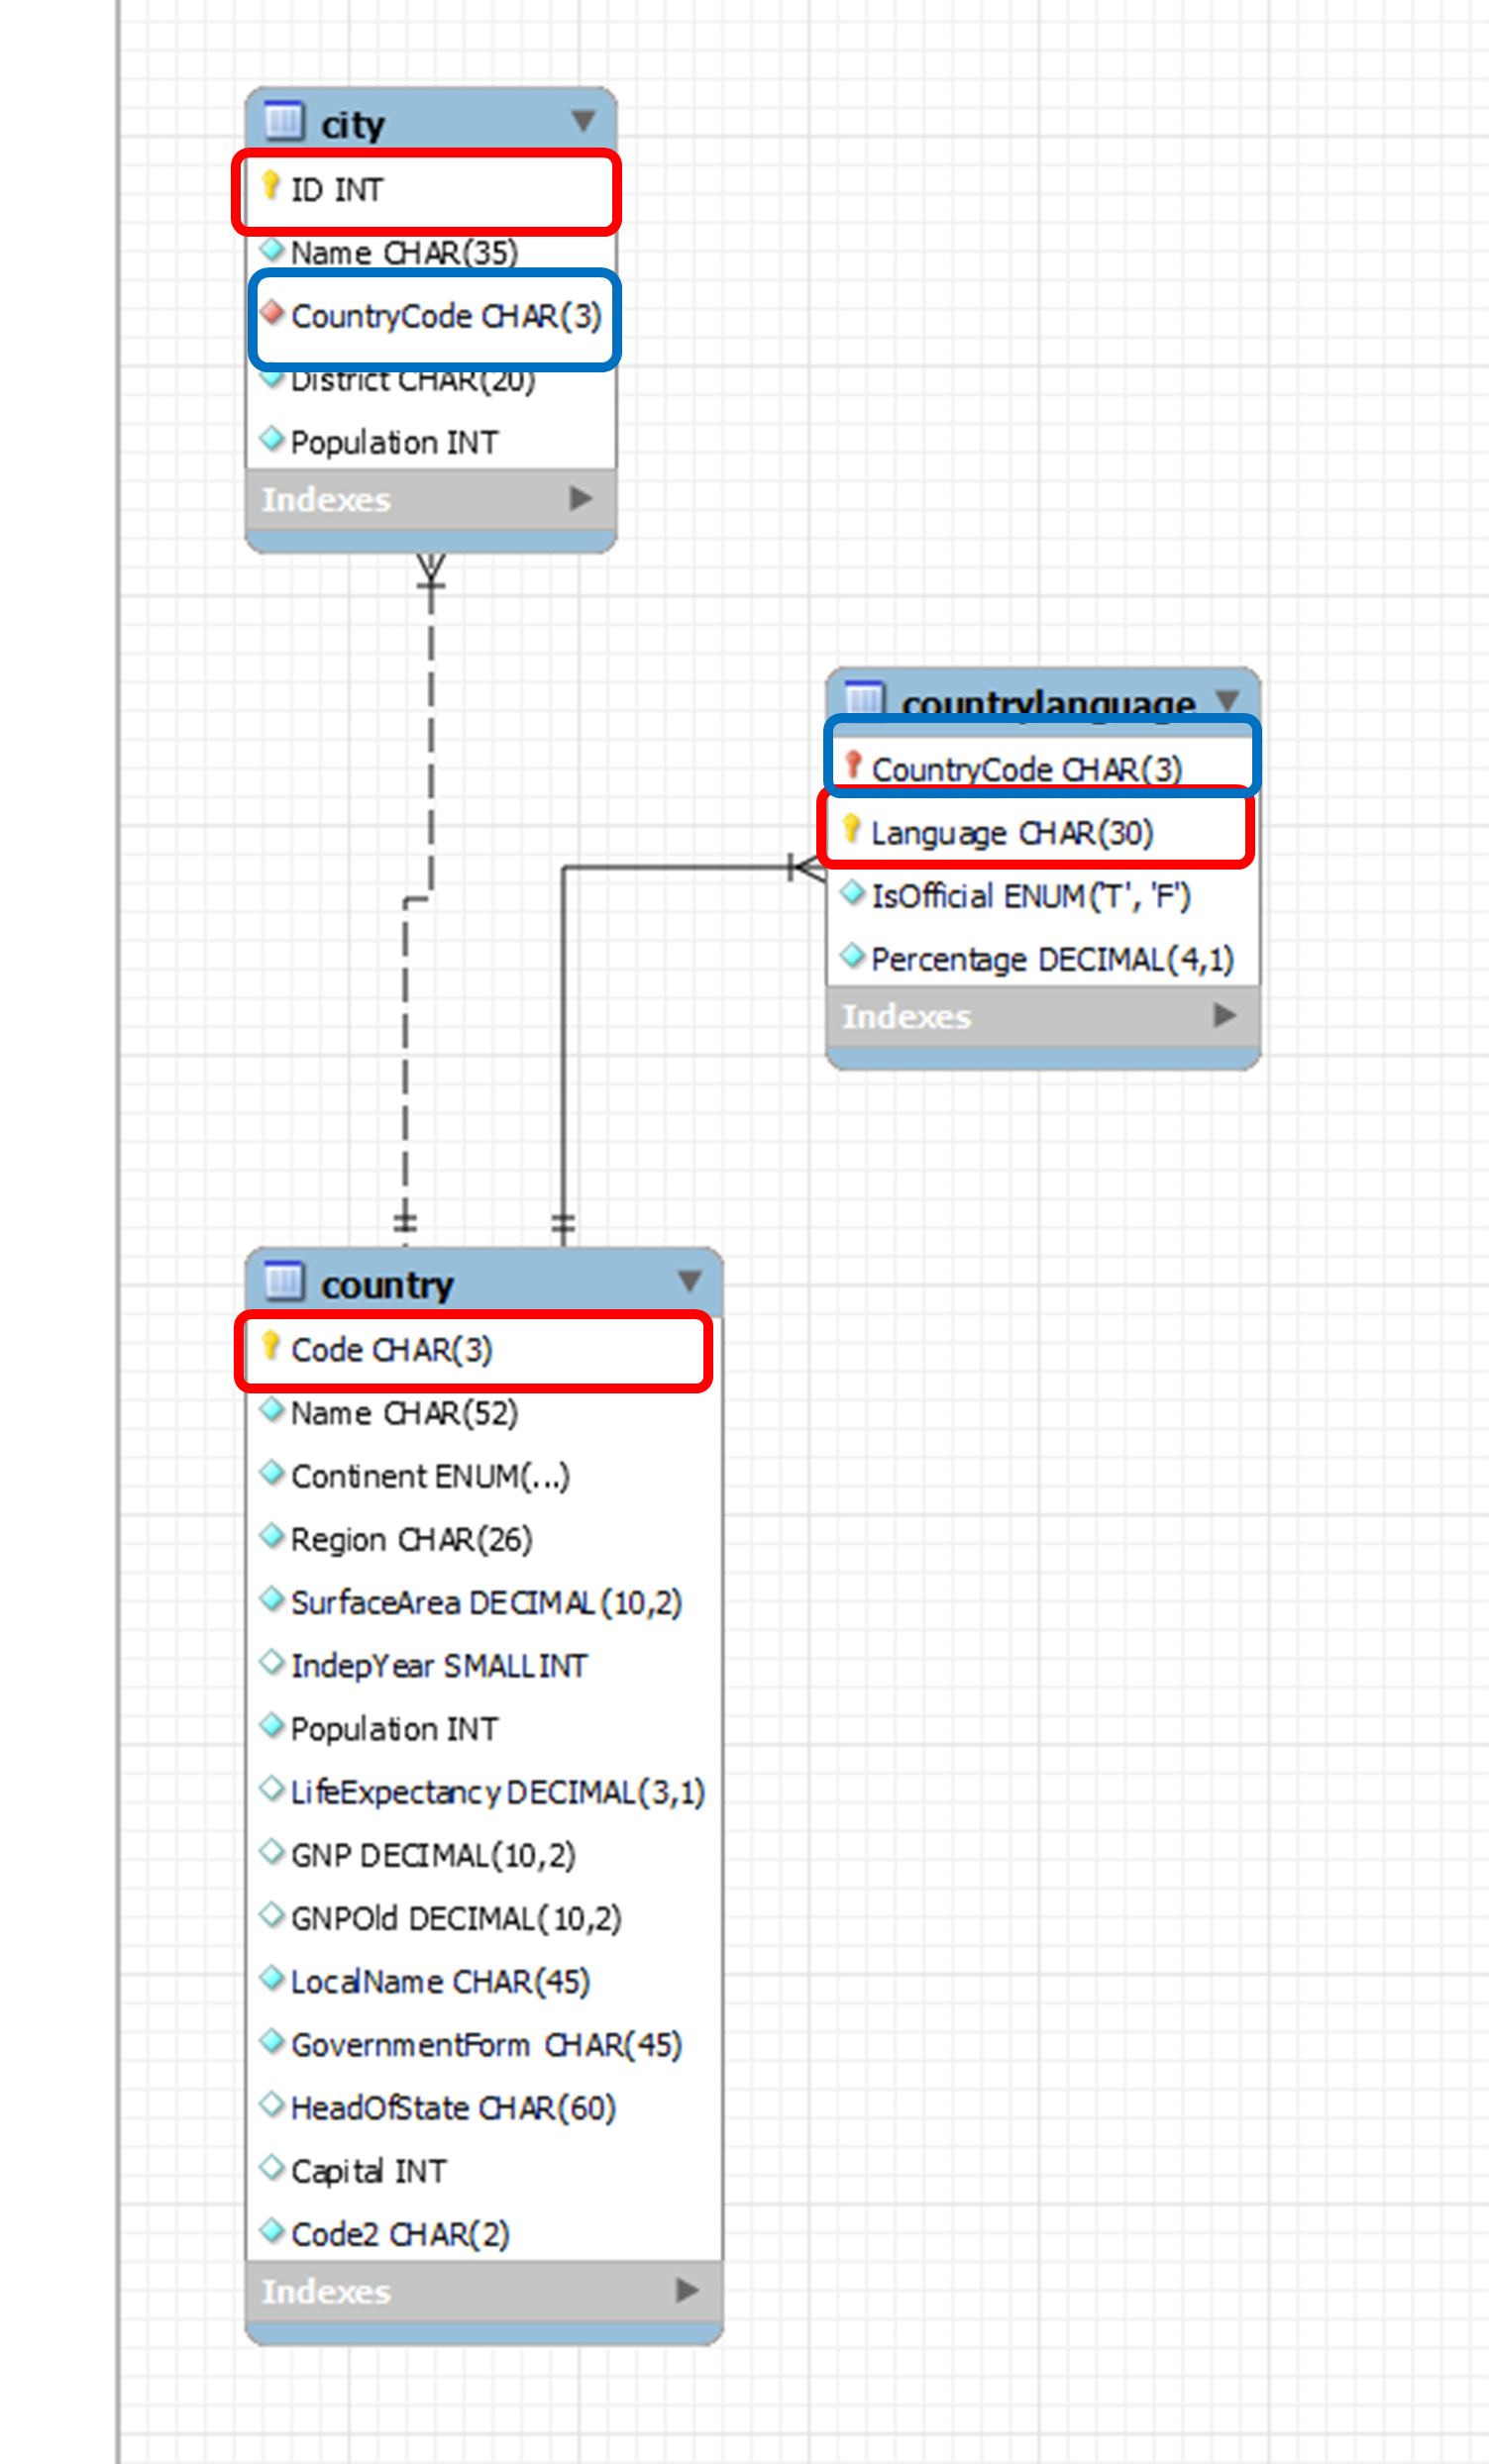 city
ID INT
Name CHAR(35)
CountryCode CHAR(3)
District CHAR(20)
Population INT
Indexes
countrylanguage
CountryCode CHAR(3)
Language CHAR(30)
IsOfficial ENUM('T', 'F')
Percentage DECIMAL(4,1)
Indexes
country
Code CHAR(3)
Name CHAR(52)
Continent ENUM(...)
Region CHAR(26)
SurfaceArea DECIMAL(10,2)
IndepYear SMALLINT
Population INT
LifeExpectancy DECIMAL(3,1)
GNP DECIMAL(10,2)
GNPOld DECIMAL(10,2)
LocalName CHAR(45)
GovernmentForm CHAR(45)
HeadOfState CHAR(60)
Capital INT
Code2 CHAR(2)
Indexes